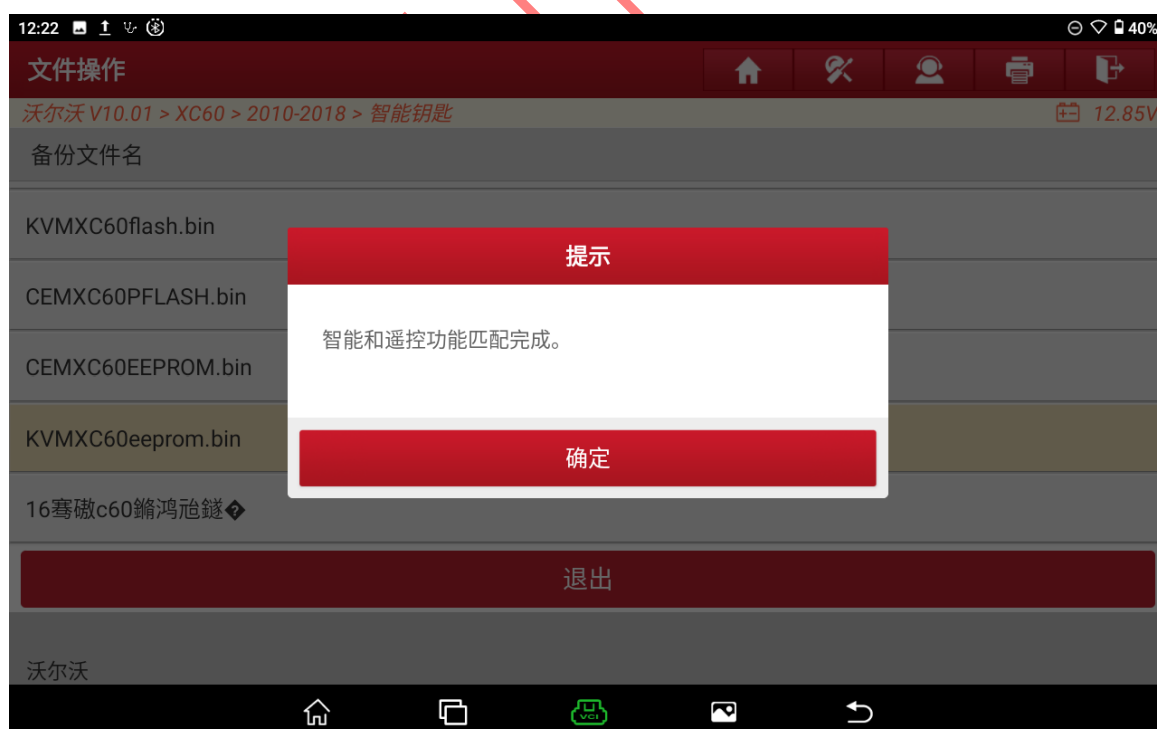 12:22
40%
文件操作
沃尔沃 V10.01 > XC60 > 2010-2018 > 智能钥匙
12.85V
备份文件名
KVMXC60flash.bin
提示
CEMXC60PFLASH.bin
智能和遥控功能匹配完成。
CEMXC60EEPROM.bin
KVMXC60eeprom.bin
确定
16骞磝c60鏅鸿兘鐩�
退出
沃尔沃
VCI